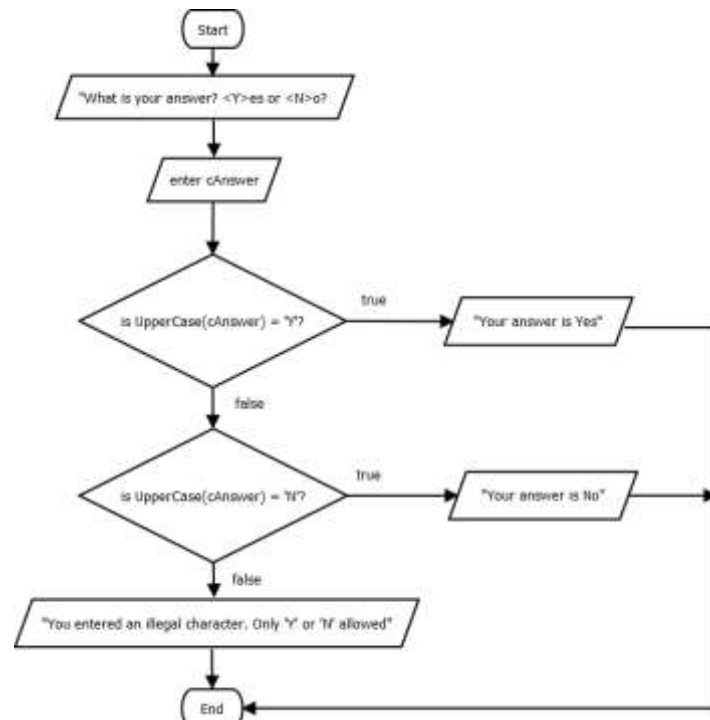 Start
"What is your answer? <Y>es or <N>o?
enter cAnswer
is UpperCase(cAnswer) = 'Y'?
true
"Your answer is Yes"
false
is UpperCase(cAnswer) = 'N'?
true
"Your answer is No"
false
"You entered an illegal character. Only 'Y' or 'N' allowed"
End